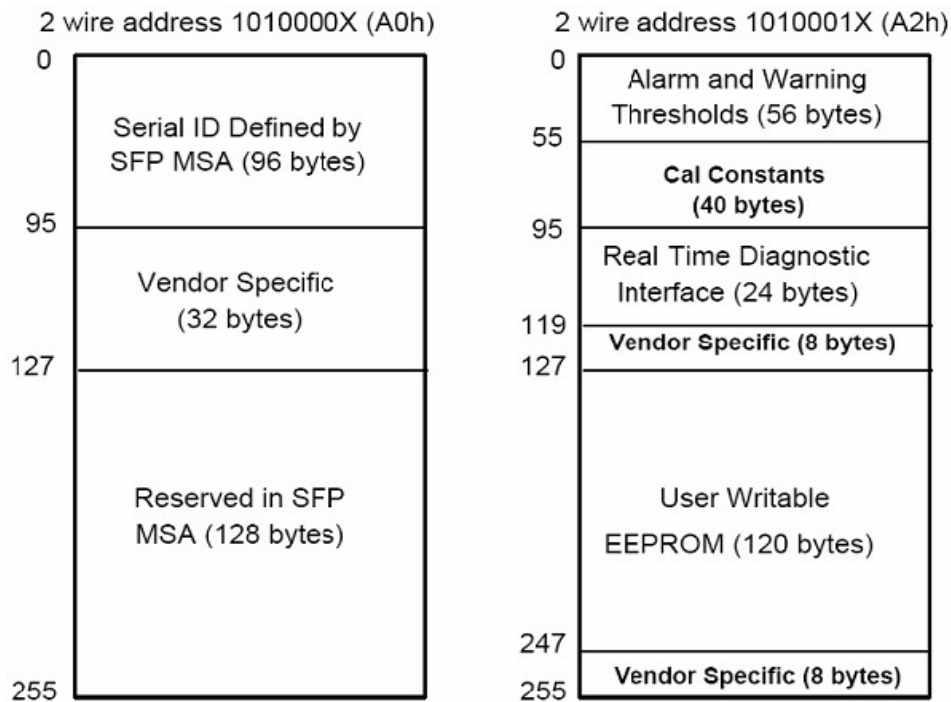 2 wire address 1010000X (A0h)
0
Serial ID Defined by
SFP MSA (96 bytes)
95
Vendor Specific
(32 bytes)
127
Reserved in SFP
MSA (128 bytes)
255
2 wire address 1010001X (A2h)
0
Alarm and Warning
Thresholds (56 bytes)
55
Cal Constants
(40 bytes)
95
Real Time Diagnostic
Interface (24 bytes)
119
Vendor Specific (8 bytes)
127
User Writable
EEPROM (120 bytes)
247
Vendor Specific (8 bytes)
255